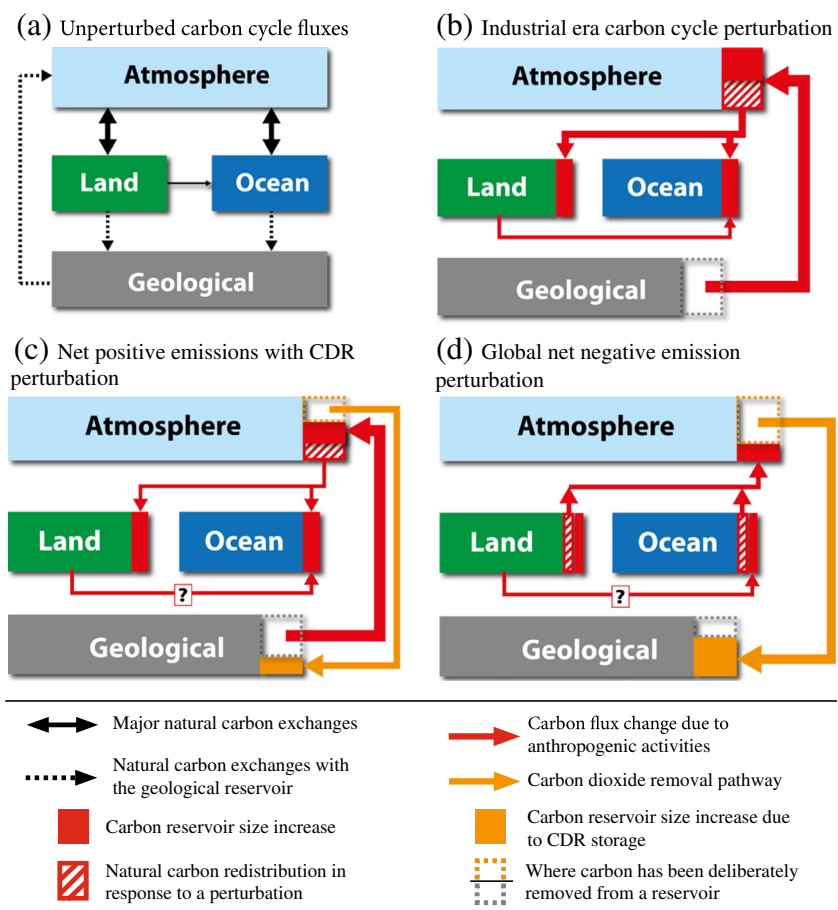 (a) Unperturbed carbon cycle fluxes
Atmosphere
Land
Ocean
Geological
(b) Industrial era carbon cycle perturbation
Atmosphere
Land
Ocean
Geological
(c) Net positive emissions with CDR
perturbation
Atmosphere
Land
Ocean
?
Geological
(d) Global net negative emission
perturbation
Atmosphere
Land
Ocean
?
Geological
Major natural carbon exchanges
Natural carbon exchanges with
the geological reservoir
Carbon reservoir size increase
Natural carbon redistribution in
response to a perturbation
Carbon flux change due to
anthropogenic activities
Carbon dioxide removal pathway
Carbon reservoir size increase due
to CDR storage
Where carbon has been deliberately
removed from a reservoir